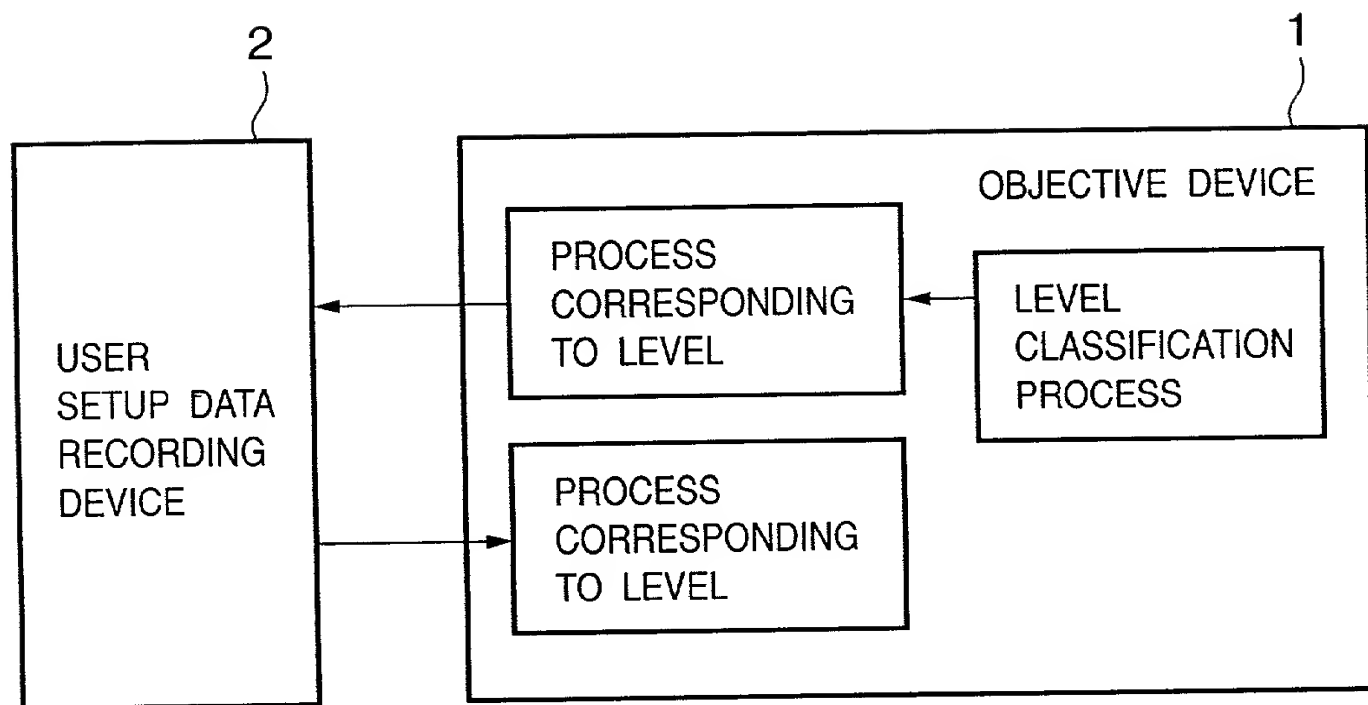 2
1
OBJECTIVE DEVICE
PROCESS
CORRESPONDING
TO LEVEL
LEVEL
CLASSIFICATION
PROCESS
USER
SETUP DATA
RECORDING
DEVICE
PROCESS
CORRESPONDING
TO LEVEL